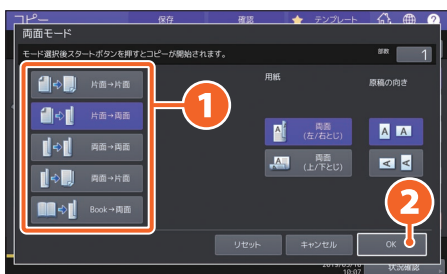 コピー 保存 確認 テンプレート
両面モード
モード選択後スタートボタンを押すとコピーが開始されます。 部数 1
用紙 原稿の向き
片面→片面
1
片面→両面
両面→両面
両面→片面
Book→両面
A 両面
(左/右とじ)
A 両面
(上/下とじ)
A A
A A
2
リセット キャンセル OK
状況確認
10:07